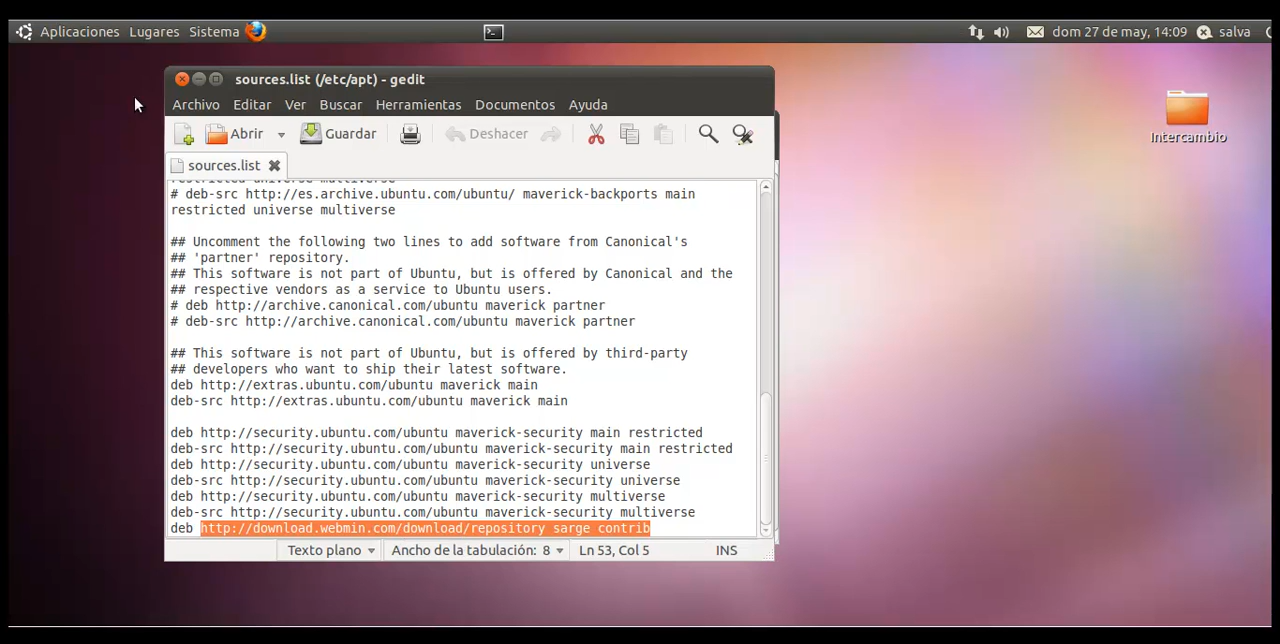 Aplicaciones Lugares Sistema dom 27 de may, 14:09 salva
sources.list (/etc/apt) - gedit
Archivo Editar Ver Buscar Herramientas Documentos Ayuda
Abrir Guardar Deshacer
sources.list
restricted universe multiverse
# deb-src http://es.archive.ubuntu.com/ubuntu/ maverick-backports main
restricted universe multiverse
## Uncomment the following two lines to add software from Canonical's
## 'partner' repository.
## This software is not part of Ubuntu, but is offered by Canonical and the
## respective vendors as a service to Ubuntu users.
# deb http://archive.canonical.com/ubuntu maverick partner
# deb-src http://archive.canonical.com/ubuntu maverick partner
## This software is not part of Ubuntu, but is offered by third-party
## developers who want to ship their latest software.
deb http://extras.ubuntu.com/ubuntu maverick main
deb-src http://extras.ubuntu.com/ubuntu maverick main
deb http://security.ubuntu.com/ubuntu maverick-security main restricted
deb-src http://security.ubuntu.com/ubuntu maverick-security main restricted
deb http://security.ubuntu.com/ubuntu maverick-security universe
deb-src http://security.ubuntu.com/ubuntu maverick-security universe
deb http://security.ubuntu.com/ubuntu maverick-security multiverse
deb-src http://security.ubuntu.com/ubuntu maverick-security multiverse
deb http://download.webmin.com/download/repository sarge contrib
Texto plano Ancho de la tabulación: 8 Ln 53, Col 5 INS
Intercambio